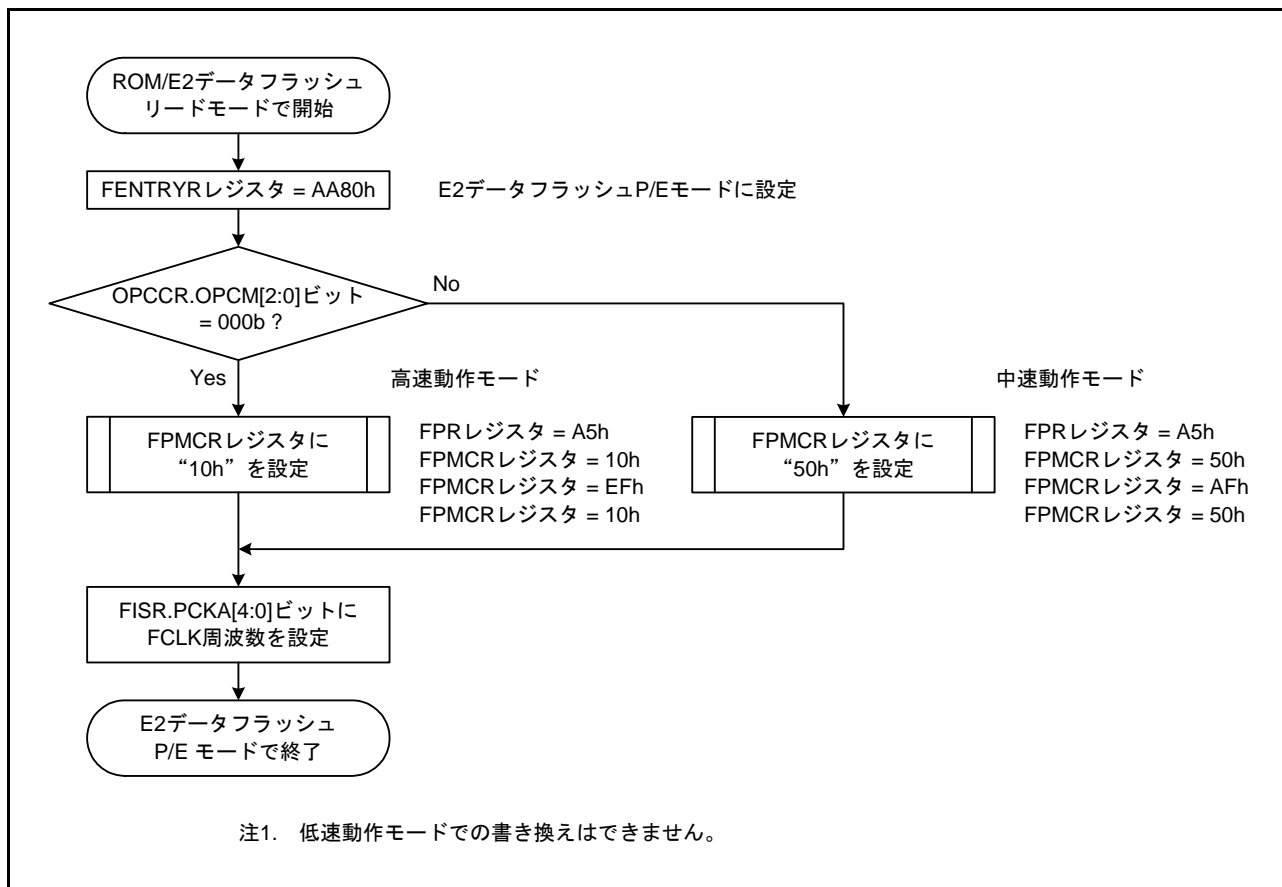 ROM/E2データフラッシュ
リードモードで開始
FENTRYRレジスタ = AA80h
E2データフラッシュP/Eモードに設定
OPCCR.OPCM[2:0]ビット
= 000b ?
No
Yes
高速動作モード
中速動作モード
FPMCRレジスタに
“10h” を設定
FPRレジスタ = A5h
FPMCRレジスタ = 10h
FPMCRレジスタ = EFh
FPMCRレジスタ = 10h
FPMCRレジスタに
“50h” を設定
FPRレジスタ = A5h
FPMCRレジスタ = 50h
FPMCRレジスタ = AFh
FPMCRレジスタ = 50h
FISR.PCKA[4:0]ビットに
FCLK周波数を設定
E2データフラッシュ
P/E モードで終了
注1. 低速動作モードでの書き換えはできません。